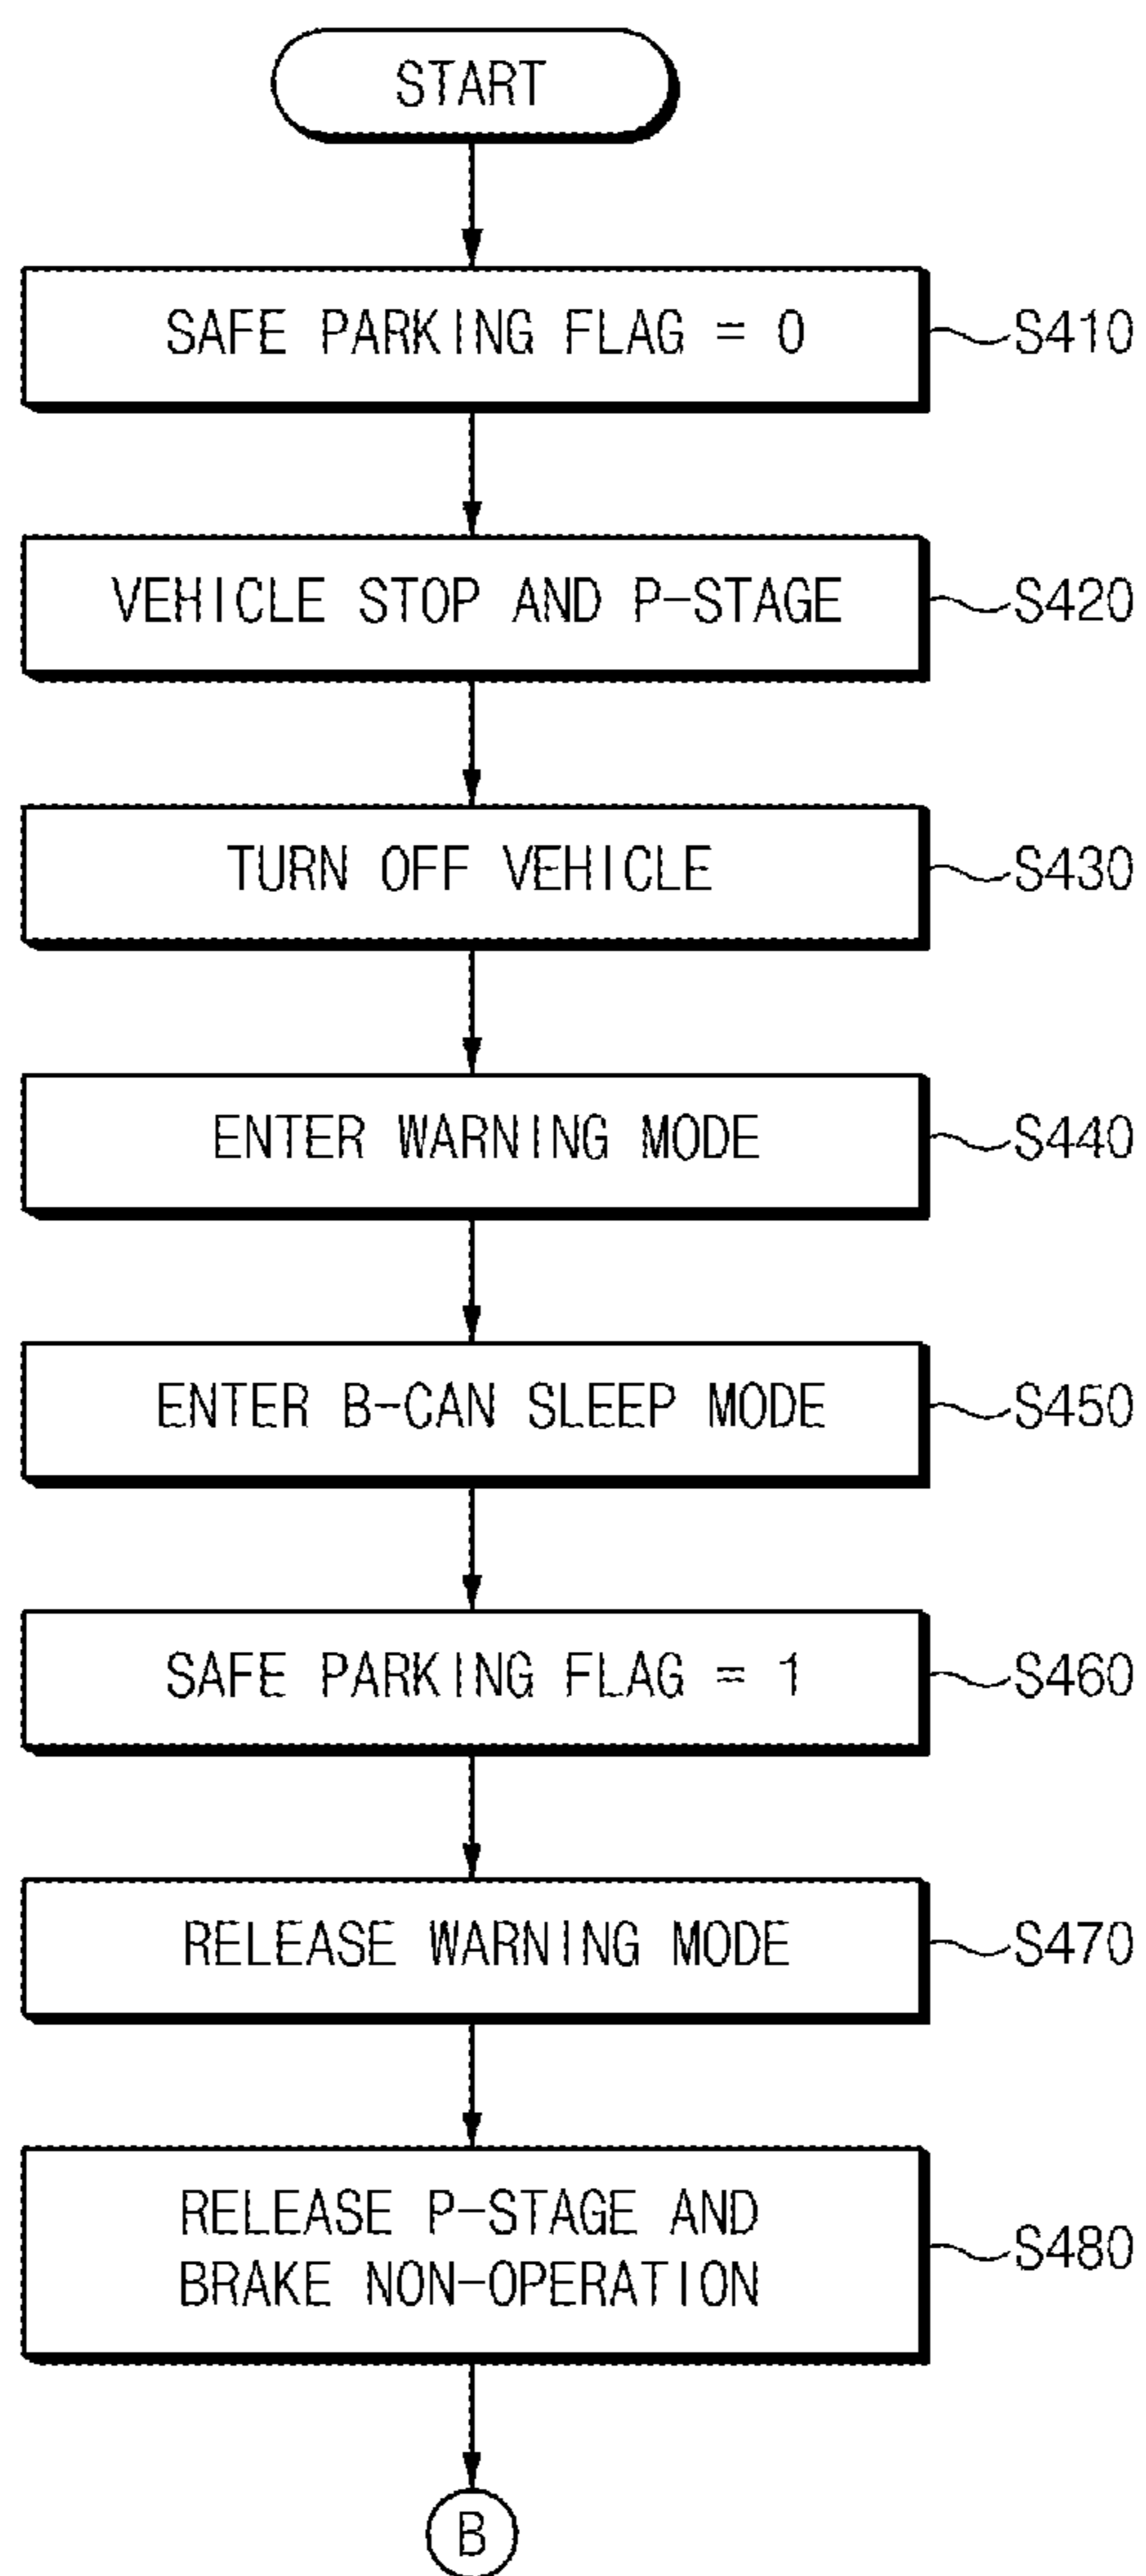 START
SAFE PARKING FLAG = 0
S410
VEHICLE STOP AND P-STAGE
S420
TURN OFF VEHICLE
S430
ENTER WARNING MODE
S440
ENTER B-CAN SLEEP MODE
S450
SAFE PARKING FLAG = 1
S460
RELEASE WARNING MODE
S470
RELEASE P-STAGE AND
BRAKE NON-OPERATION
S480
B